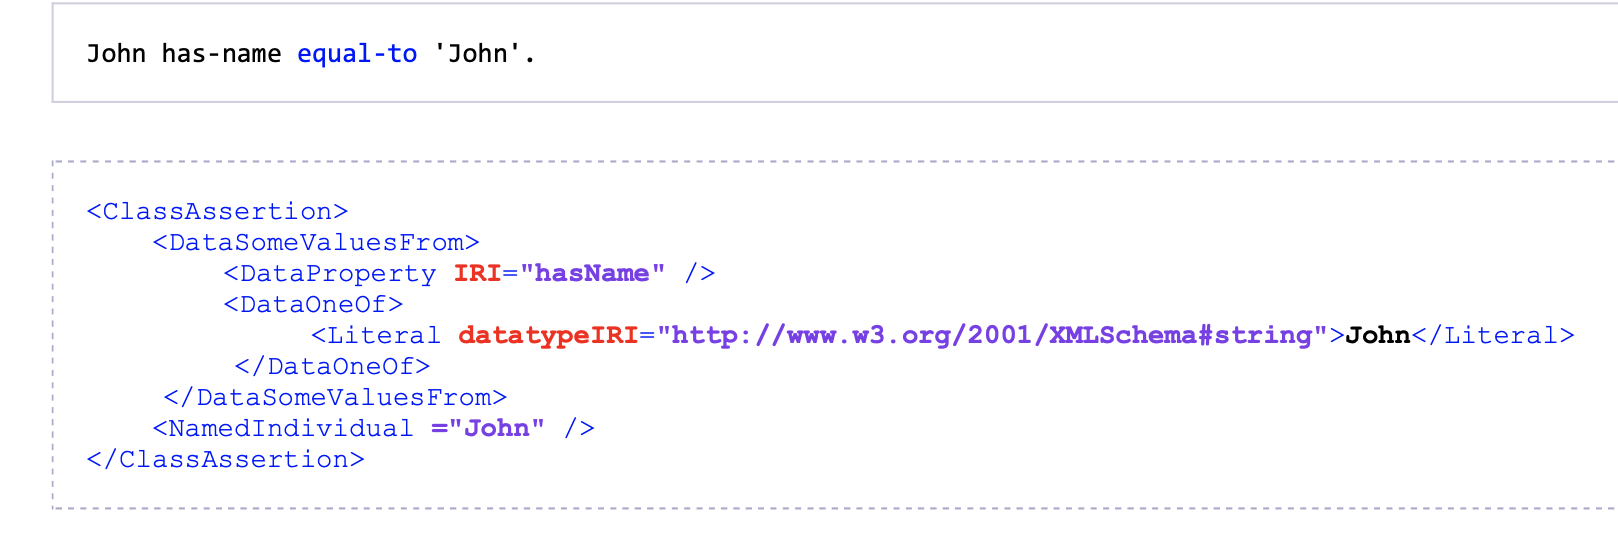 John has-name equal-to 'John'.
<ClassAssertion>
<DataSomeValuesFrom>
<DataProperty IRI="hasName" />
<DataOneOf>
<Literal datatypeIRI="http://www.w3.org/2001/XMLSchema#string">John</Literal>
</DataOneOf>
</DataSomeValuesFrom>
<NamedIndividual ="John" />
</ClassAssertion>